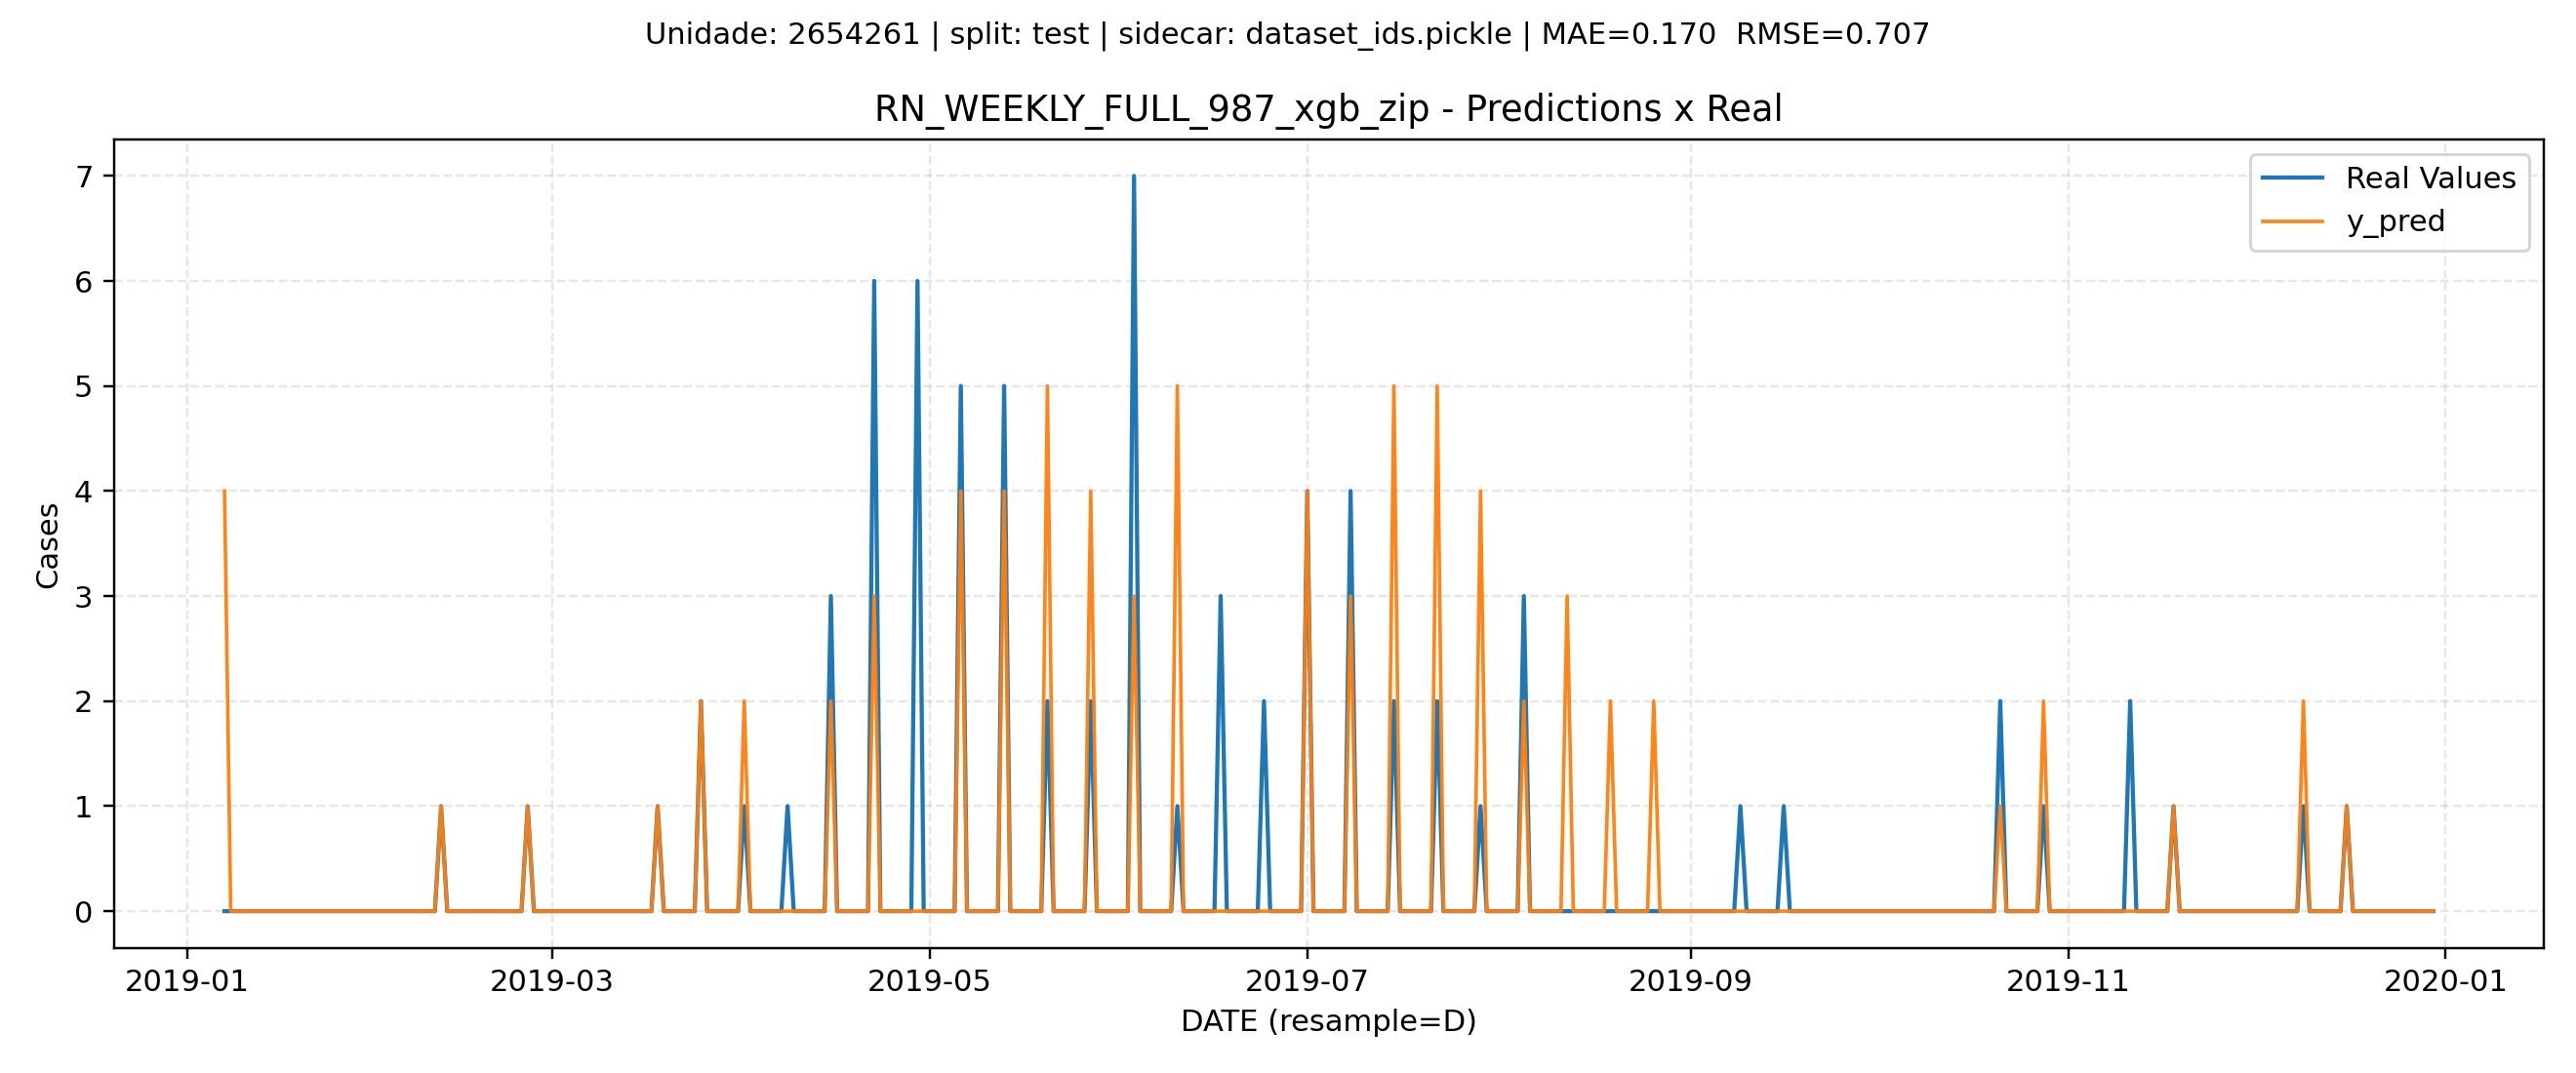 Unidade: 2654261 | split: test | sidecar: dataset_ids.pickle | MAE=0.170  RMSE=0.707
RN_WEEKLY_FULL_987_xgb_zip - Predictions x Real
Real Values
y_pred
7
6
5
4
3
2
1
0
Cases
2019-01
2019-03
2019-05
2019-07
2019-09
2019-11
2020-01
DATE (resample=D)